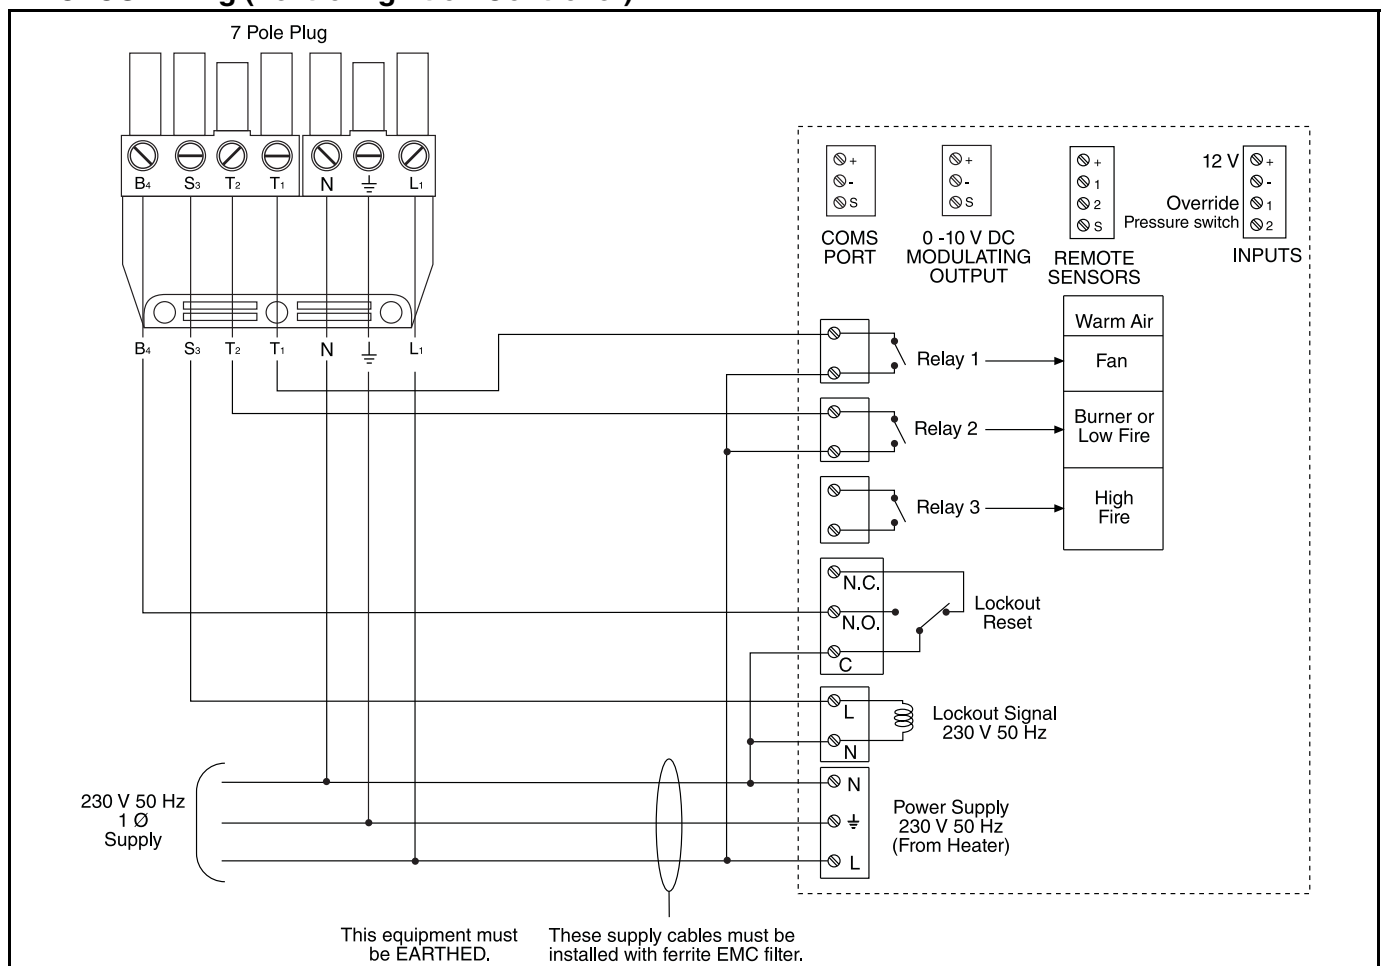 7 Pole Plug
B4 S3 T2 T1 N L1
B4 S3 T2 T1 N L1
+
-
S
COMS
PORT
+
-
S
0 -10 V DC
MODULATING
OUTPUT
+
1
2
S
REMOTE
SENSORS
12 V +
-
Override 1
Pressure switch 2
INPUTS
Relay 1
Relay 2
Relay 3
Warm Air
Fan
Burner or
Low Fire
High
Fire
N.C.
N.O.
C
Lockout
Reset
L
N
Lockout Signal
230 V 50 Hz
N
L
Power Supply
230 V 50 Hz
(From Heater)
230 V 50 Hz
1 Ø
Supply
This equipment must
be EARTHED.
These supply cables must be
installed with ferrite EMC filter.